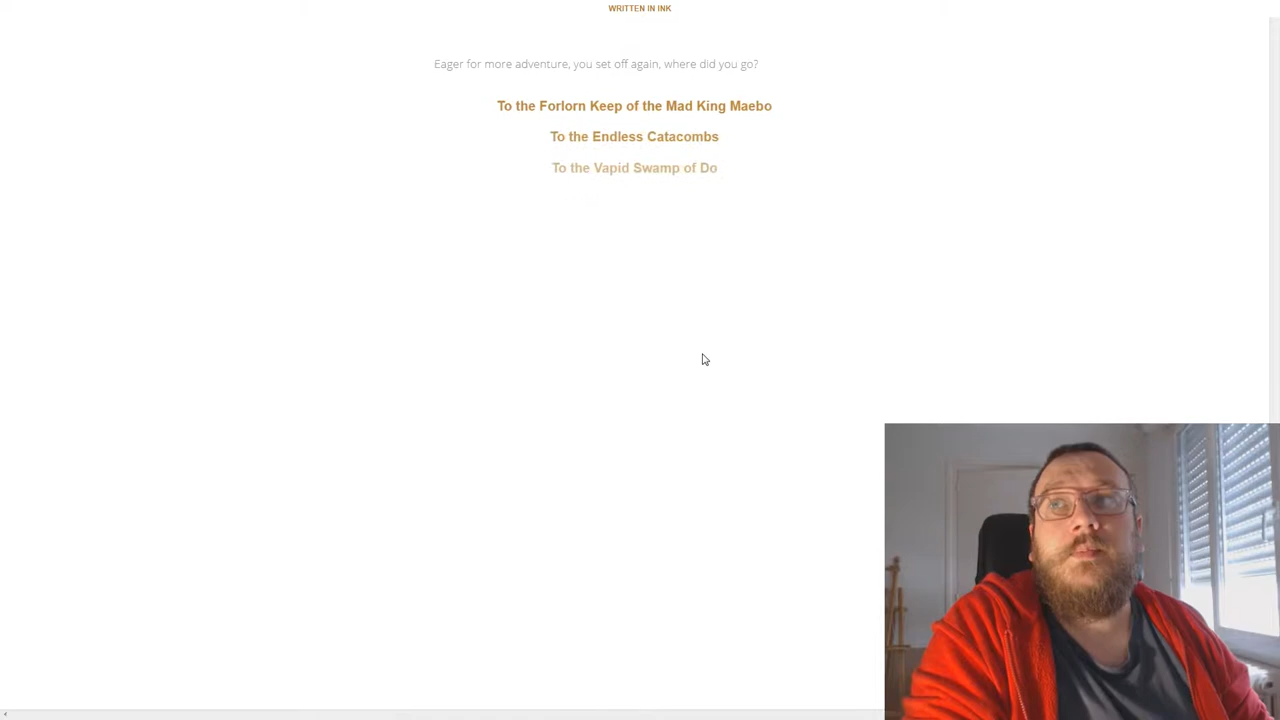 WRITTEN IN INK
Eager for more adventure, you set off again, where did you go?
To the Forlorn Keep of the Mad King Maebo
To the Endless Catacombs
To the Vapid Swamp of Do